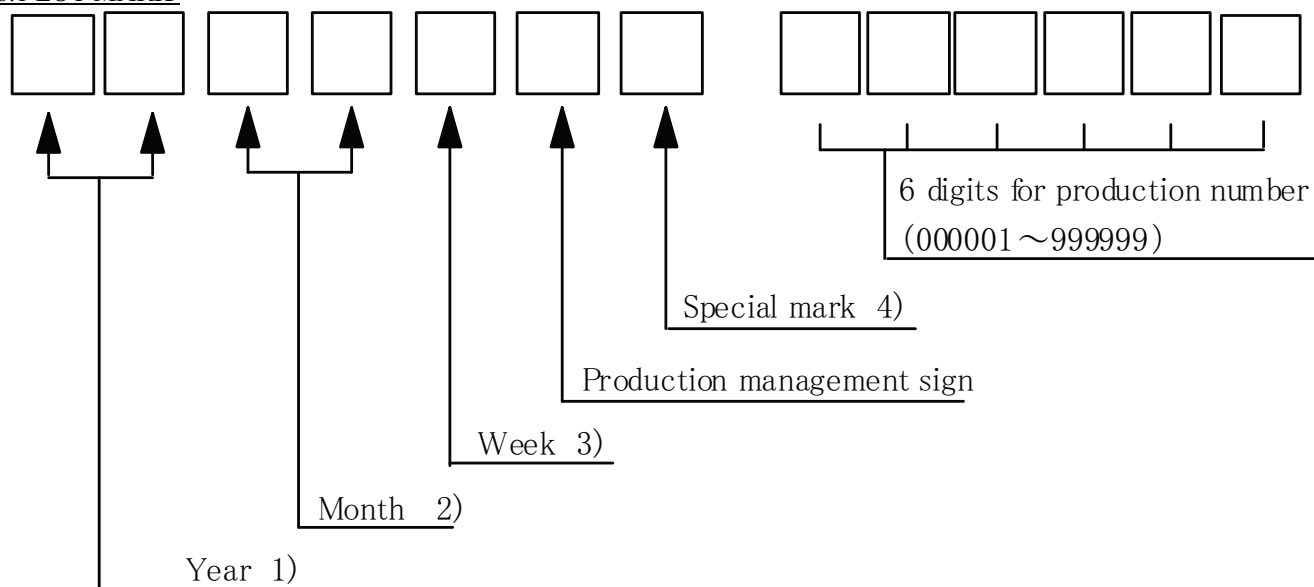 6 digits for production number
(000001～999999)
Special mark 4)
Production management sign
Week 3)
Month 2)
Year 1)